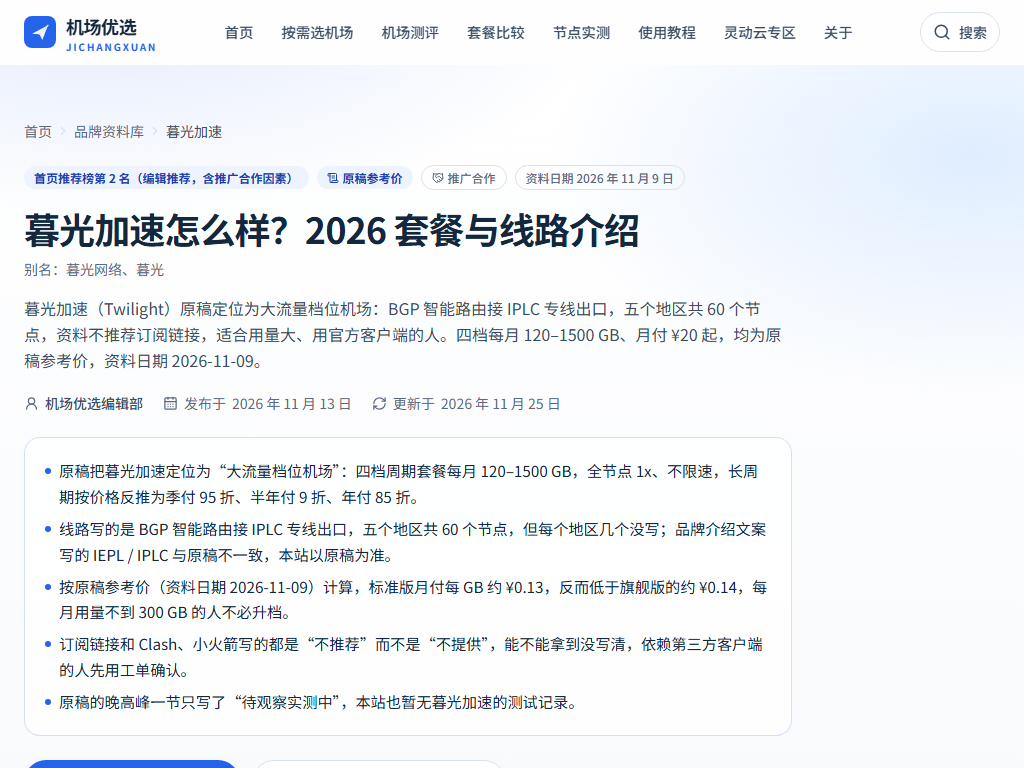 机场优选
JICHANGXUAN
首页 按需选机场 机场测评 套餐比较 节点实测 使用教程 灵动云专区 关于 搜索
首页 > 品牌资料库 > 暮光加速
首页推荐榜第 2 名（编辑推荐，含推广合作因素） 原稿参考价 推广合作 资料日期 2026 年 11 月 9 日
暮光加速怎么样？2026 套餐与线路介绍
别名：暮光网络、暮光
暮光加速（Twilight）原稿定位为大流量档位机场：BGP 智能路由接 IPLC 专线出口，五个地区共 60 个节
点，资料不推荐订阅链接，适合用量大、用官方客户端的人。四档每月 120–1500 GB、月付 ¥20 起，均为原
稿参考价，资料日期 2026-11-09。
机场优选编辑部 发布于 2026 年 11 月 13 日 更新于 2026 年 11 月 25 日
原稿把暮光加速定位为“大流量档位机场”：四档周期套餐每月 120–1500 GB，全节点 1x、不限速，长周
期按价格反推为季付 95 折、半年付 9 折、年付 85 折。
线路写的是 BGP 智能路由接 IPLC 专线出口，五个地区共 60 个节点，但每个地区几个没写；品牌介绍文案
写的 IEPL / IPLC 与原稿不一致，本站以原稿为准。
按原稿参考价（资料日期 2026-11-09）计算，标准版月付每 GB 约 ¥0.13，反而低于旗舰版的约 ¥0.14，每
月用量不到 300 GB 的人不必升档。
订阅链接和 Clash、小火箭写的都是“不推荐”而不是“不提供”，能不能拿到没写清，依赖第三方客户端
的人先用工单确认。
原稿的晚高峰一节只写了“待观察实测中”，本站也暂无暮光加速的测试记录。